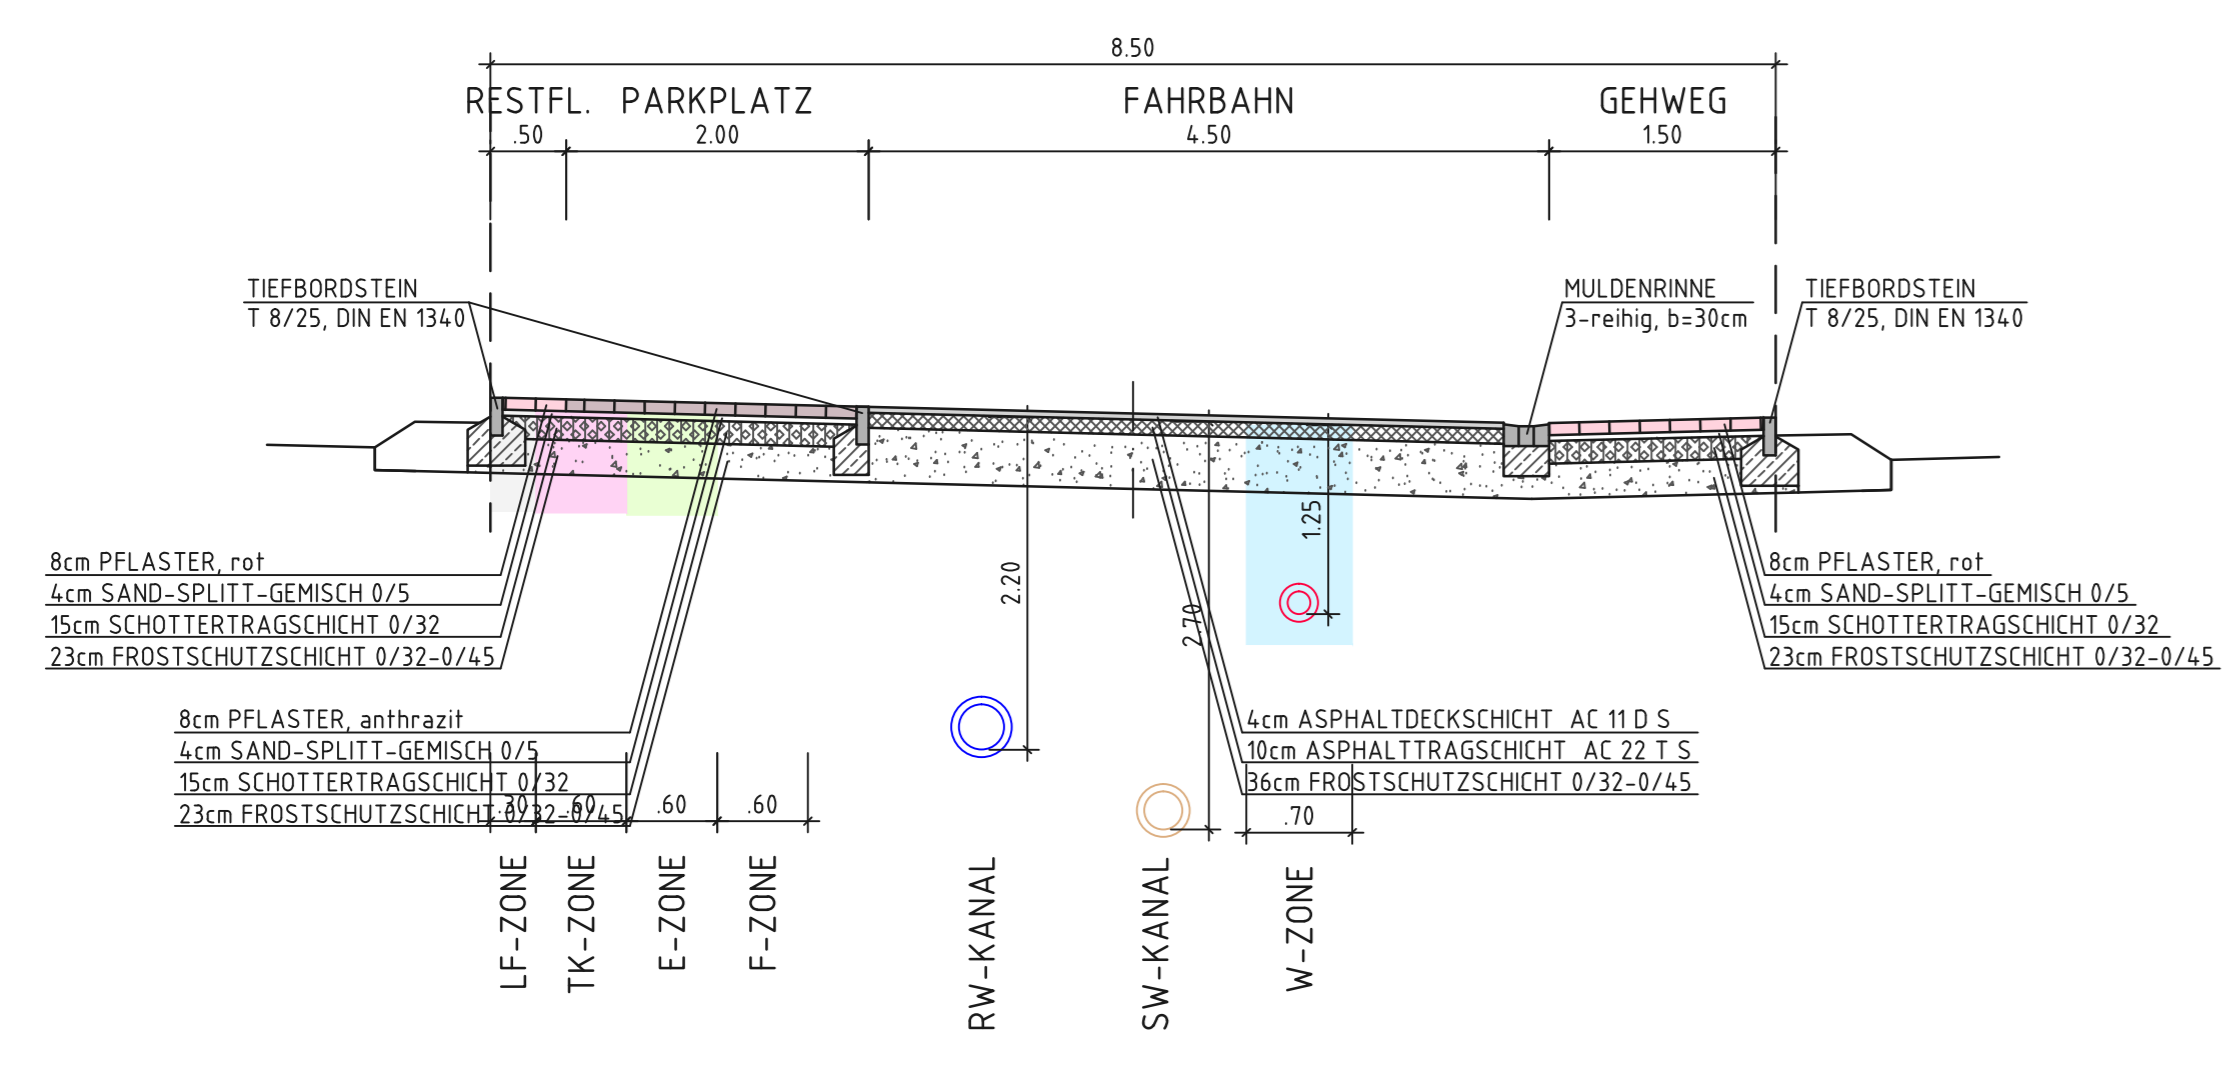 8.50
RESTFL. PARKPLATZ FAHRBAHN GEHWEG
.50 2.00 4.50 1.50
TIEFBORDSTEIN
T 8/25, DIN EN 1340
MULDENRINNE
3-reihig, b=30cm
TIEFBORDSTEIN
T 8/25, DIN EN 1340
8cm PFLASTER, rot
4cm SAND-SPLITT-GEMISCH 0/5
15cm SCHOTTERTRAGSCHICHT 0/32
23cm FROSTSCHUTZSCHICHT 0/32-0/45
8cm PFLASTER, anthrazit
4cm SAND-SPLITT-GEMISCH 0/5
15cm SCHOTTERTRAGSCHICHT 0/32
23cm FROSTSCHUTZSCHICHT 0/32-0/45
2.20
2.70
1.25
4cm ASPHALTDECKSCHICHT AC 11 D S
10cm ASPHALTTRAGSCHICHT AC 22 T S
36cm FROSTSCHUTZSCHICHT 0/32-0/45
8cm PFLASTER, rot
4cm SAND-SPLITT-GEMISCH 0/5
15cm SCHOTTERTRAGSCHICHT 0/32
23cm FROSTSCHUTZSCHICHT 0/32-0/45
.30 .60 .60 .60 .70
LF-ZONE
TK-ZONE
E-ZONE
F-ZONE
RW-KANAL
SW-KANAL
W-ZONE